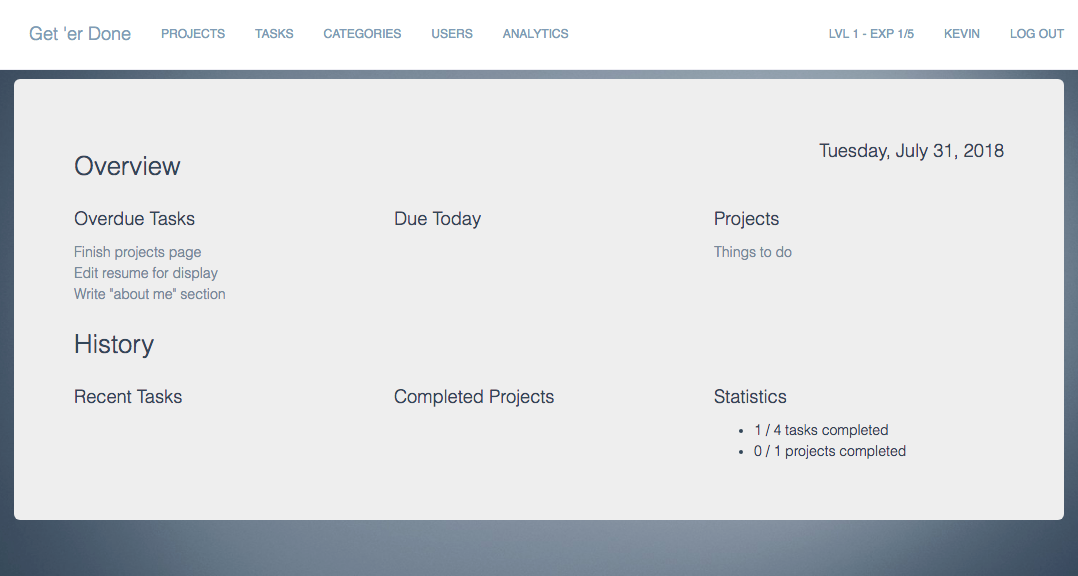 Get 'er Done PROJECTS TASKS CATEGORIES USERS ANALYTICS LVL 1 - EXP 1/5 KEVIN LOG OUT
Tuesday, July 31, 2018
Overview
Overdue Tasks
Finish projects page
Edit resume for display
Write "about me" section
Due Today
Projects
Things to do
History
Recent Tasks
Completed Projects
Statistics
• 1 / 4 tasks completed
• 0 / 1 projects completed